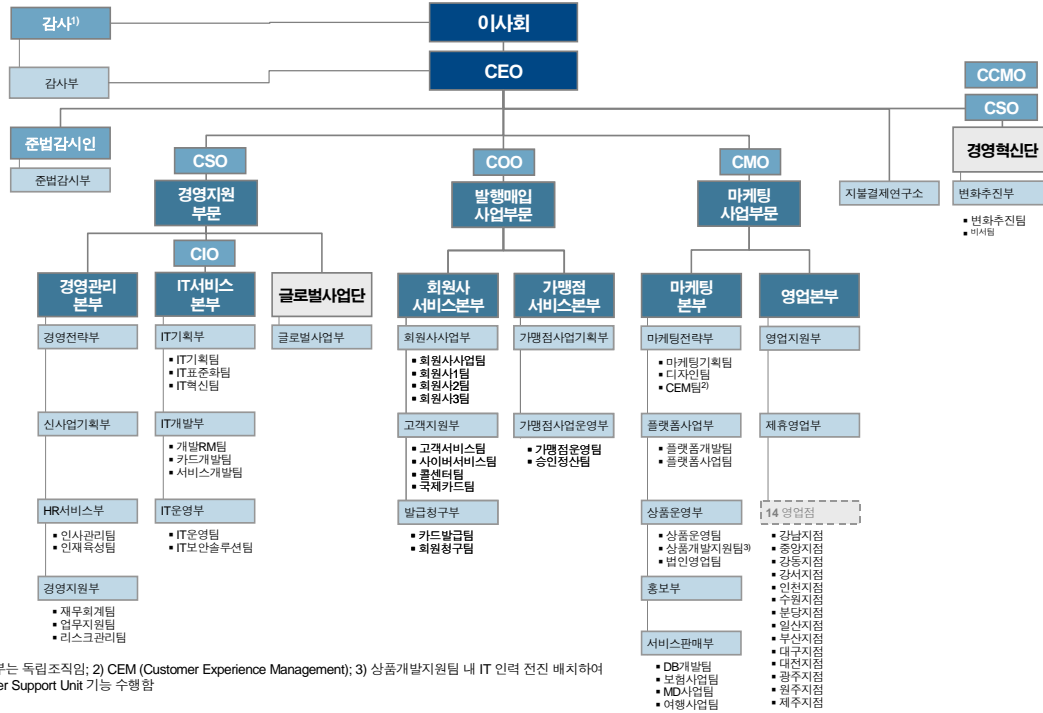 감사1)
이사회
감사부
CEO
CCMO
CSO
준법감시인
경영혁신단
준법감시부
CSO
COO
CMO
경영지원
부문
발행매입
사업부문
마케팅
사업부문
지불결제연구소
변화추진부
▪ 변화추진팀
▪ 비서팀
CIO
경영관리
본부
IT서비스
본부
글로벌사업단
회원사
서비스본부
가맹점
서비스본부
마케팅
본부
영업본부
경영전략부
신사업기획부
HR서비스부
▪ 인사관리팀
▪ 인재육성팀
경영지원부
▪ 재무회계팀
▪ 업무지원팀
▪ 리스크관리팀
IT기획부
▪ IT기획팀
▪ IT표준화팀
▪ IT혁신팀
IT개발부
▪ 개발RM팀
▪ 카드개발팀
▪ 서비스개발팀
IT운영부
▪ IT운영팀
▪ IT보안솔루션팀
글로벌사업부
회원사사업부
▪ 회원사사업팀
▪ 회원사1팀
▪ 회원사2팀
▪ 회원사3팀
고객지원부
▪ 고객서비스팀
▪ 사이버서비스팀
▪ 콜센터팀
▪ 국제카드팀
발급청구부
▪ 카드발급팀
▪ 회원청구팀
가맹점사업기획부
가맹점사업운영부
▪ 가맹점운영팀
▪ 승인정산팀
마케팅전략부
▪ 마케팅기획팀
▪ 디자인팀
▪ CEM팀2)
플랫폼사업부
▪ 플랫폼개발팀
▪ 플랫폼사업팀
상품운영부
▪ 상품운영팀
▪ 상품개발지원팀3)
▪ 법인영업팀
홍보부
서비스판매부
▪ DB개발팀
▪ 보험사업팀
▪ MD사업팀
▪ 여행사업팀
영업지원부
제휴영업부
14 영업점
▪ 강남지점
▪ 중앙지점
▪ 강동지점
▪ 강서지점
▪ 인천지점
▪ 수원지점
▪ 분당지점
▪ 일산지점
▪ 부산지점
▪ 대구지점
▪ 대전지점
▪ 광주지점
▪ 원주지점
▪ 제주지점
부는 독립조직임; 2) CEM (Customer Experience Management); 3) 상품개발지원팀 내 IT 인력 전진 배치하여
er Support Unit 기능 수행함